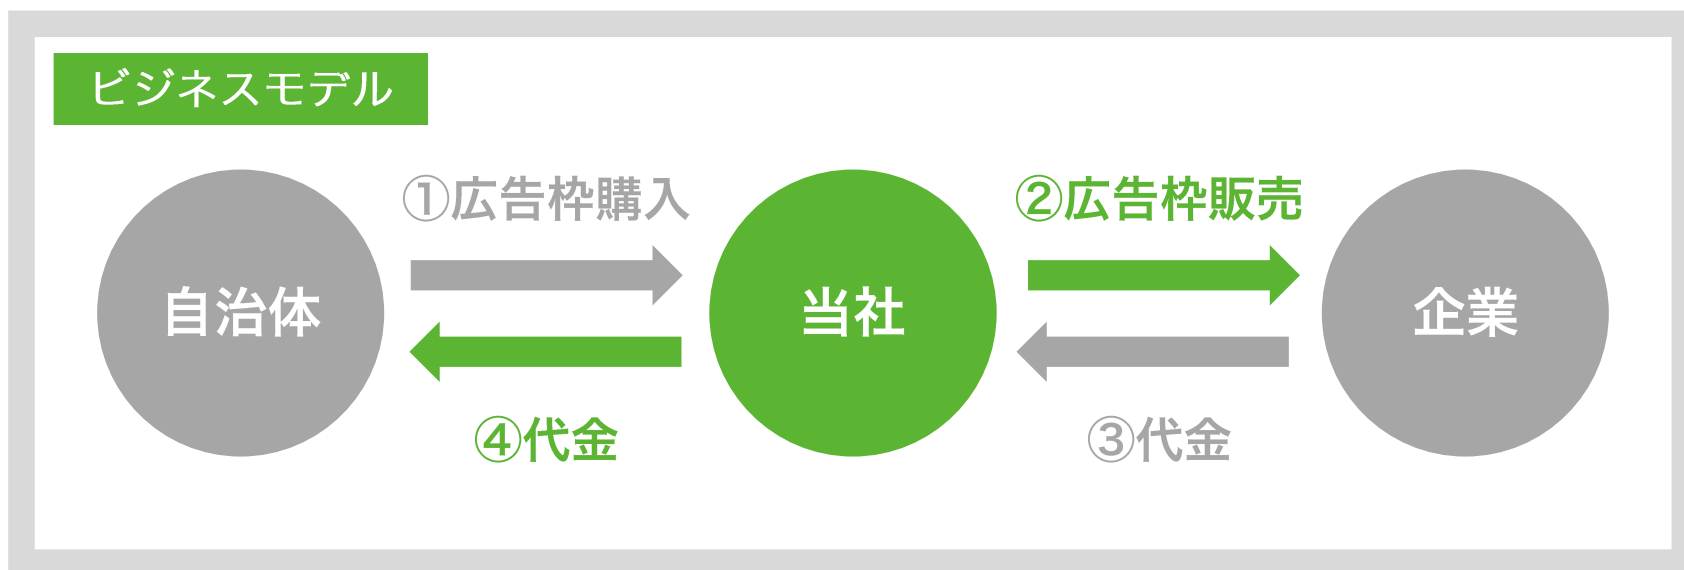 ビジネスモデル
①広告枠購入
②広告枠販売
自治体
当社
企業
④代金
③代金